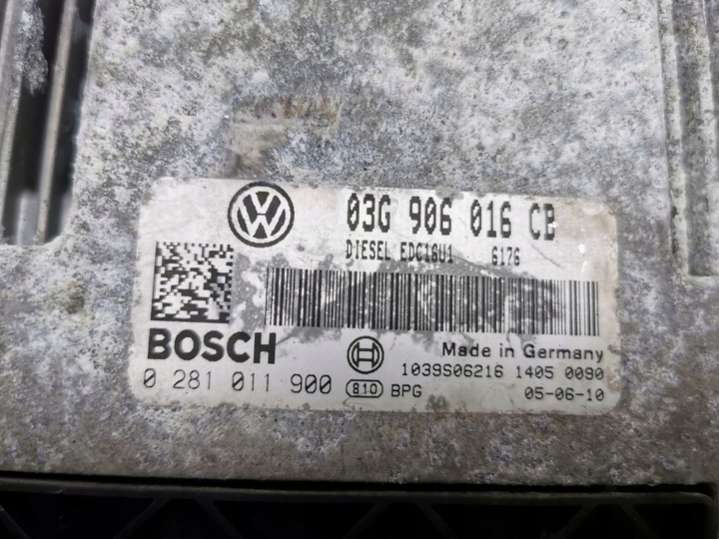 03G 906 016 CB
DIESEL EDC16U1 6176
BOSCH
Made in Germany
1039S06216 1405 0090
0 281 011 900 810 BPG 05-06-10